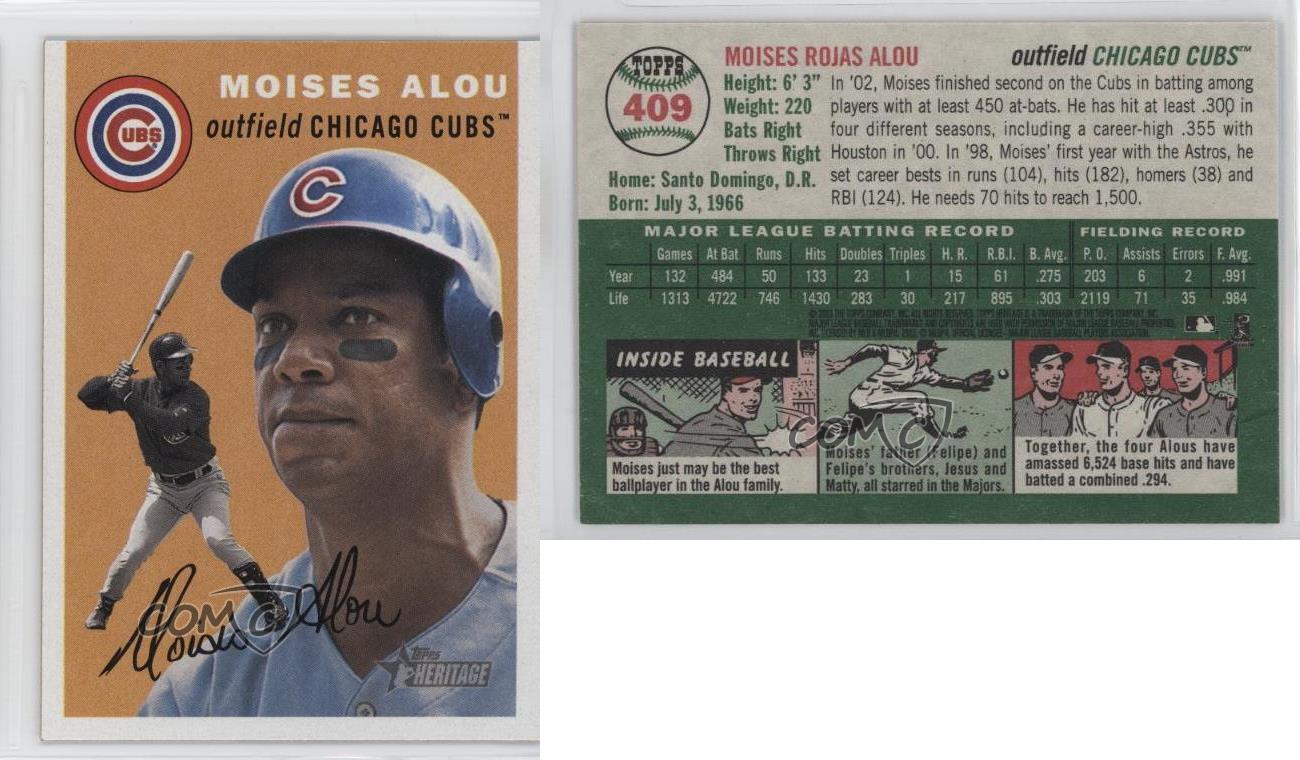 MOISES ALOU
outfield CHICAGO CUBS™
CUBS
C
Moises Alou
COMC
TOPPS HERITAGE
TOPPS
409
MOISES ROJAS ALOU
outfield CHICAGO CUBS™
Height: 6' 3"
Weight: 220
Bats Right
Throws Right
Home: Santo Domingo, D.R.
Born: July 3, 1966
In '02, Moises finished second on the Cubs in batting among
players with at least 450 at-bats. He has hit at least .300 in
four different seasons, including a career-high .355 with
Houston in '00. In '98, Moises' first year with the Astros, he
set career bests in runs (104), hits (182), homers (38) and
RBI (124). He needs 70 hits to reach 1,500.
MAJOR LEAGUE BATTING RECORD FIELDING RECORD
Games At Bat Runs Hits Doubles Triples H. R. R.B.I. B. Avg. P. O. Assists Errors F. Avg.
Year 132 484 50 133 23 1 15 61 .275 203 6 2 .991
Life 1313 4722 746 1430 283 30 217 895 .303 2119 71 35 .984
INSIDE BASEBALL
Moises just may be the best
ballplayer in the Alou family.
COMC
Moises' father (Felipe) and
Felipe's brothers, Jesus and
Matty, all starred in the Majors.
Together, the four Alous have
amassed 6,524 base hits and have
batted a combined .294.